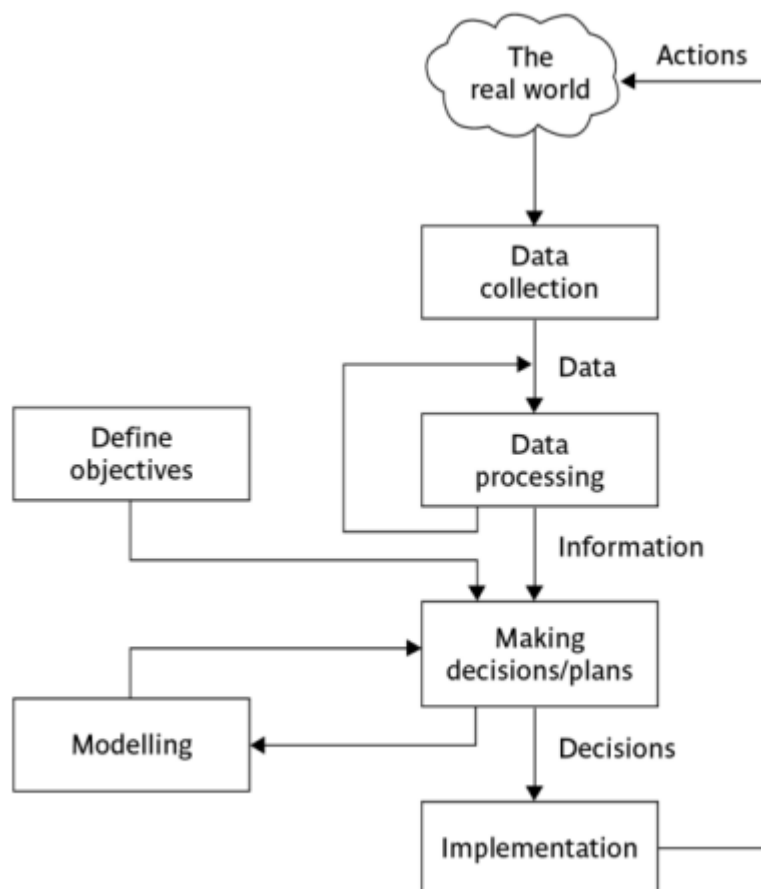 The
real world
Actions
Data
collection
Data
Define
objectives
Data
processing
Information
Making
decisions/plans
Modelling
Decisions
Implementation